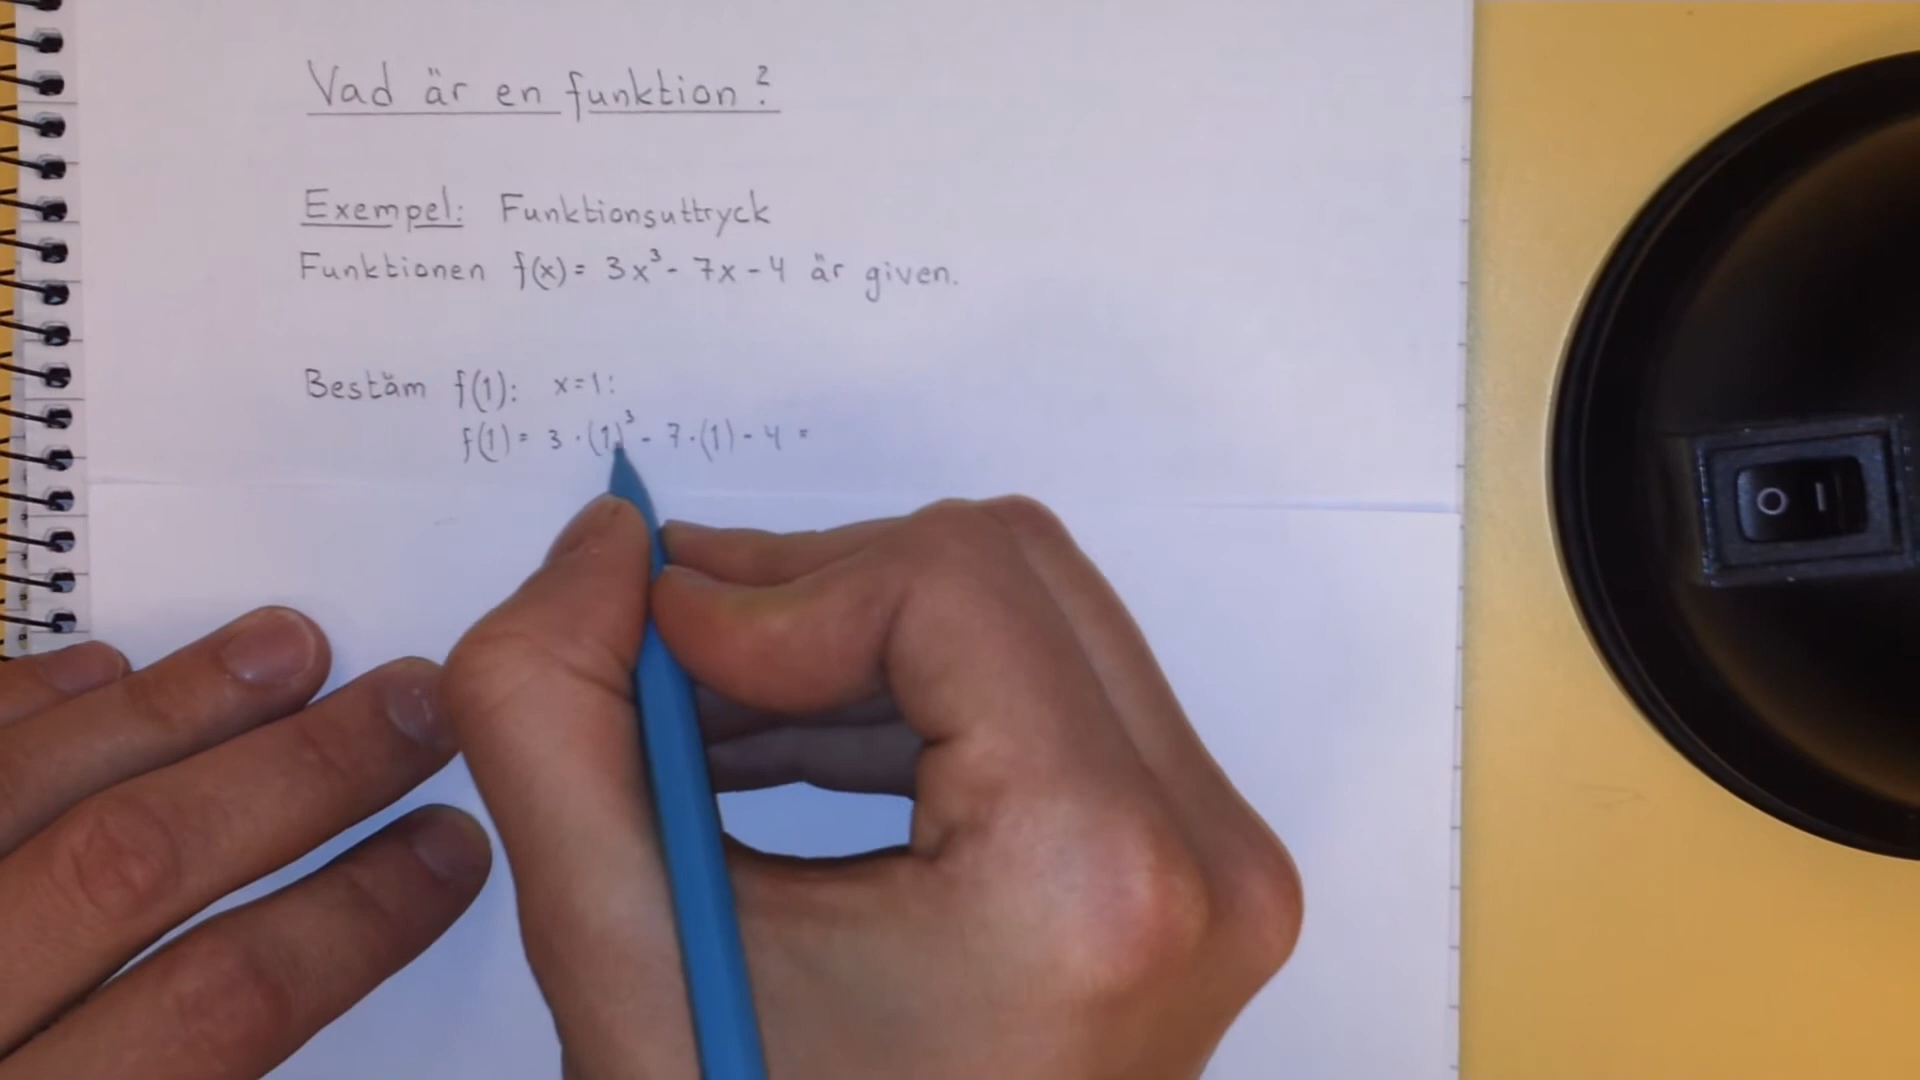 Vad är en funktion?
Exempel: Funktionsuttryck
Funktionen f(x) = 3x³ - 7x - 4 är given.
Bestäm f(1): x=1:
f(1) = 3 · (1)³ - 7 · (1) - 4 =